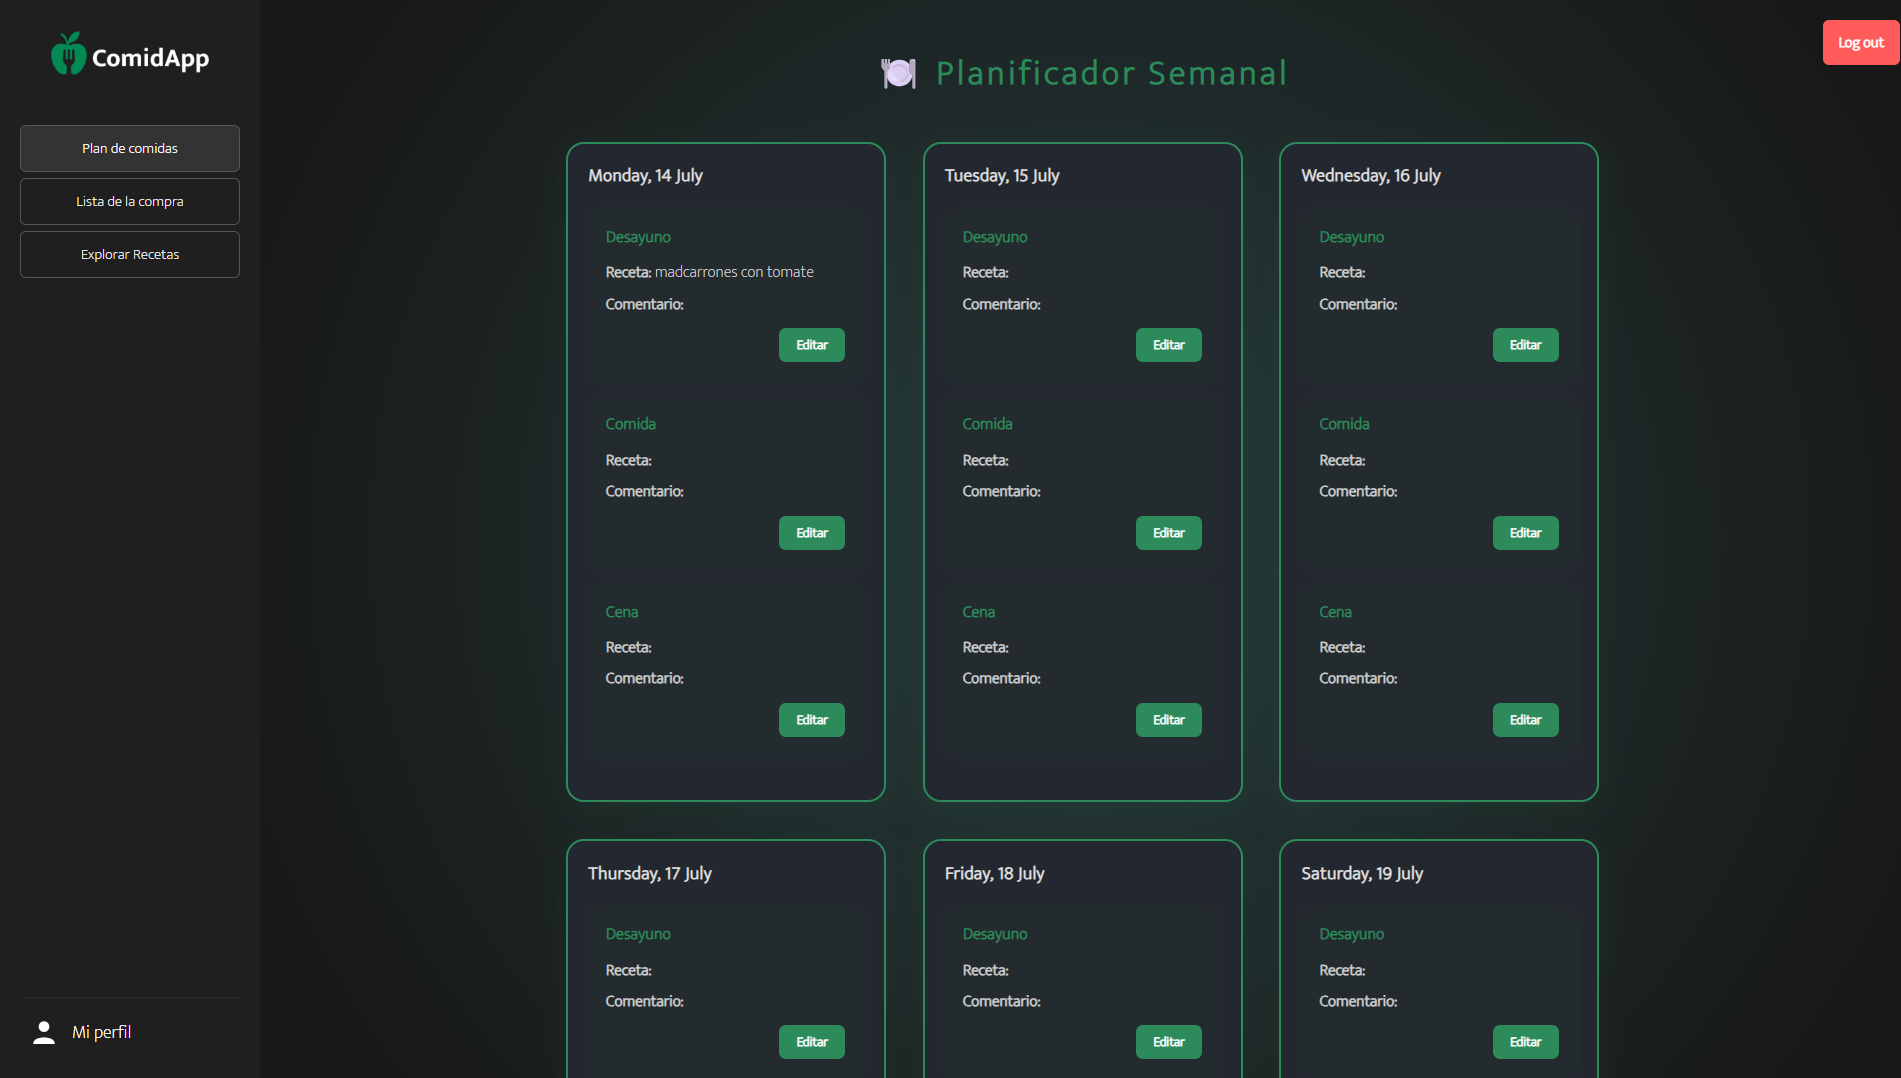 ComidApp
Plan de comidas
Lista de la compra
Explorar Recetas
Mi perfil
Log out
Planificador Semanal
Monday, 14 July
Desayuno
Receta: madcarrones con tomate
Comentario:
Editar
Comida
Receta:
Comentario:
Editar
Cena
Receta:
Comentario:
Editar
Tuesday, 15 July
Desayuno
Receta:
Comentario:
Editar
Comida
Receta:
Comentario:
Editar
Cena
Receta:
Comentario:
Editar
Wednesday, 16 July
Desayuno
Receta:
Comentario:
Editar
Comida
Receta:
Comentario:
Editar
Cena
Receta:
Comentario:
Editar
Thursday, 17 July
Desayuno
Receta:
Comentario:
Editar
Friday, 18 July
Desayuno
Receta:
Comentario:
Editar
Saturday, 19 July
Desayuno
Receta:
Comentario:
Editar